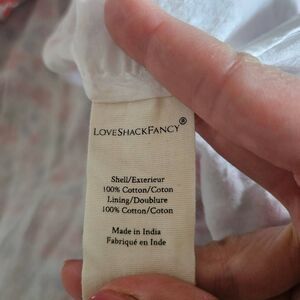 LOVESHACKFANCY®
Shell/Exterieur
100% Cotton/Coton
Lining/Doublure
100% Cotton/Coton
Made in India
Fabriqué en Inde